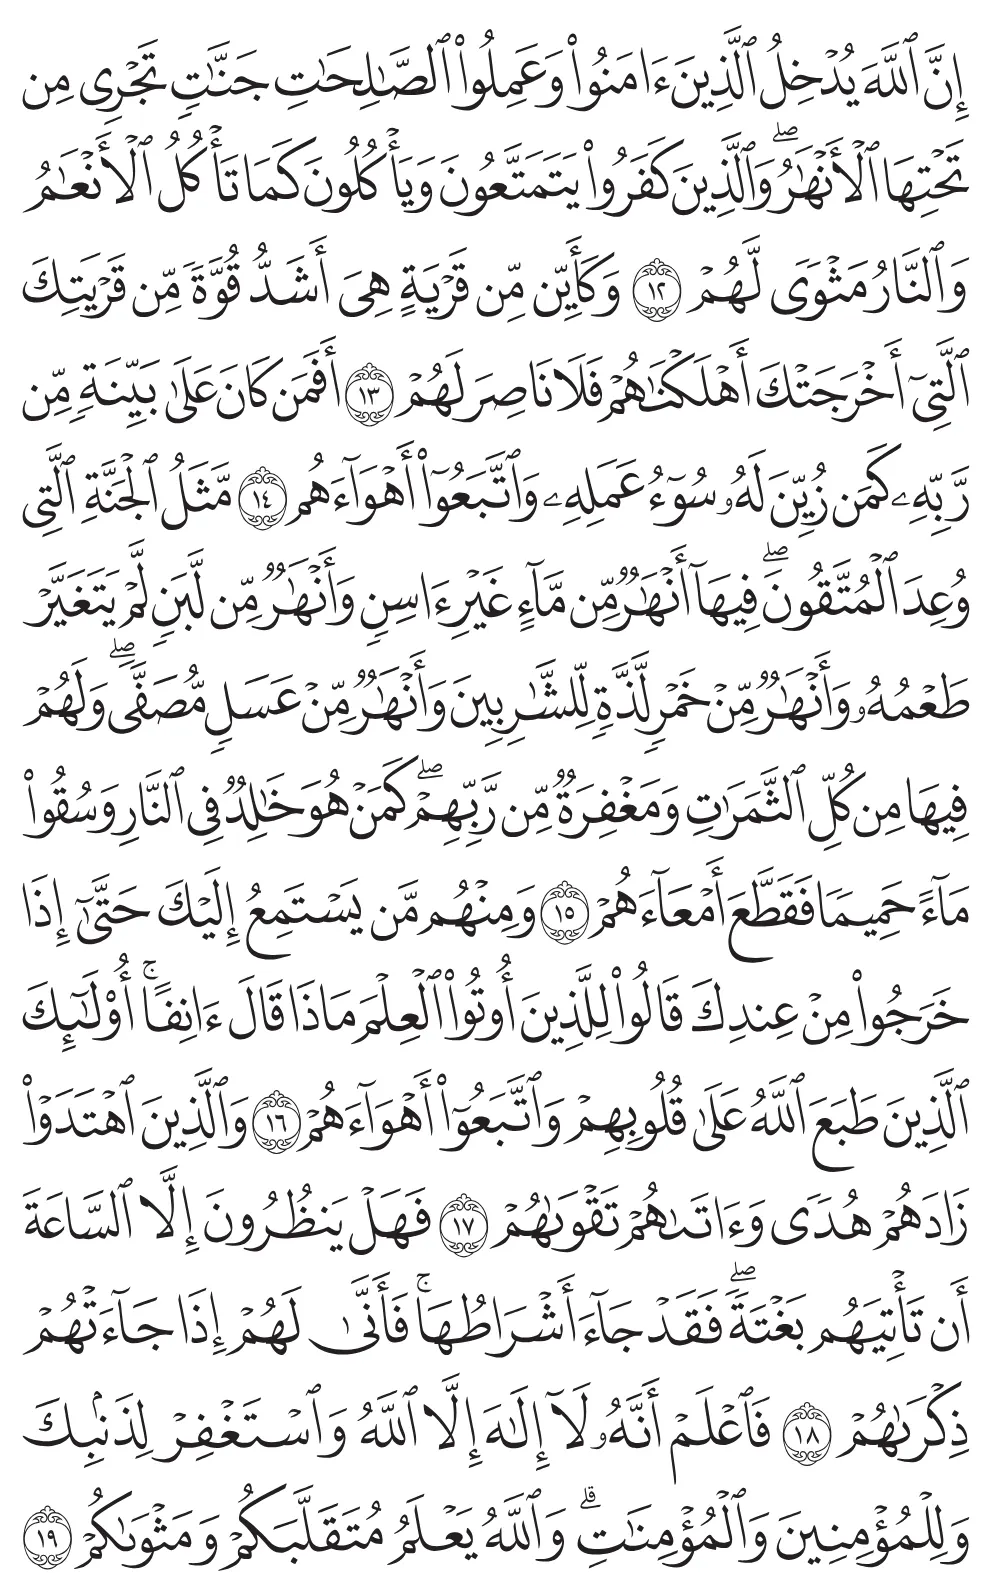 إِنَّ ٱللَّهَ يُدۡخِلُ ٱلَّذِينَ ءَامَنُواْ وَعَمِلُواْ ٱلصَّٰلِحَٰتِ جَنَّٰتٖ تَجۡرِي مِن
تَحۡتِهَا ٱلۡأَنۡهَٰرُۖ وَٱلَّذِينَ كَفَرُواْ يَتَمَتَّعُونَ وَيَأۡكُلُونَ كَمَا تَأۡكُلُ ٱلۡأَنۡعَٰمُ
وَٱلنَّارُ مَثۡوٗى لَّهُمۡ ١٢ وَكَأَيِّن مِّن قَرۡيَةٍ هِيَ أَشَدُّ قُوَّةٗ مِّن قَرۡيَتِكَ
ٱلَّتِيٓ أَخۡرَجَتۡكَ أَهۡلَكۡنَٰهُمۡ فَلَا نَاصِرَ لَهُمۡ ١٣ أَفَمَن كَانَ عَلَىٰ بَيِّنَةٖ مِّن
رَّبِّهِۦ كَمَن زُيِّنَ لَهُۥ سُوٓءُ عَمَلِهِۦ وَٱتَّبَعُوٓاْ أَهۡوَآءَهُم ١٤ مَّثَلُ ٱلۡجَنَّةِ ٱلَّتِي
وُعِدَ ٱلۡمُتَّقُونَۖ فِيهَآ أَنۡهَٰرٞ مِّن مَّآءٍ غَيۡرِ ءَاسِنٖ وَأَنۡهَٰرٞ مِّن لَّبَنٖ لَّمۡ يَتَغَيَّرۡ
طَعۡمُهُۥ وَأَنۡهَٰرٞ مِّنۡ خَمۡرٖ لَّذَّةٖ لِّلشَّٰرِبِينَ وَأَنۡهَٰرٞ مِّنۡ عَسَلٖ مُّصَفّٗىۖ وَلَهُمۡ
فِيهَا مِن كُلِّ ٱلثَّمَرَٰتِ وَمَغۡفِرَةٞ مِّن رَّبِّهِمۡۖ كَمَنۡ هُوَ خَٰلِدٞ فِي ٱلنَّارِ وَسُقُواْ
مَآءً حَمِيمٗا فَقَطَّعَ أَمۡعَآءَهُمۡ ١٥ وَمِنۡهُم مَّن يَسۡتَمِعُ إِلَيۡكَ حَتَّىٰٓ إِذَا
خَرَجُواْ مِنۡ عِندِكَ قَالُواْ لِلَّذِينَ أُوتُواْ ٱلۡعِلۡمَ مَاذَا قَالَ ءَانِفًاۚ أُوْلَٰٓئِكَ
ٱلَّذِينَ طَبَعَ ٱللَّهُ عَلَىٰ قُلُوبِهِمۡ وَٱتَّبَعُوٓاْ أَهۡوَآءَهُمۡ ١٦ وَٱلَّذِينَ ٱهۡتَدَوۡاْ
زَادَهُمۡ هُدٗى وَءَاتَىٰهُمۡ تَقۡوَىٰهُمۡ ١٧ فَهَلۡ يَنظُرُونَ إِلَّا ٱلسَّاعَةَ
أَن تَأۡتِيَهُم بَغۡتَةٗۖ فَقَدۡ جَآءَ أَشۡرَاطُهَاۚ فَأَنَّىٰ لَهُمۡ إِذَا جَآءَتۡهُمۡ
ذِكۡرَىٰهُمۡ ١٨ فَٱعۡلَمۡ أَنَّهُۥ لَآ إِلَٰهَ إِلَّا ٱللَّهُ وَٱسۡتَغۡفِرۡ لِذَنۢبِكَ
وَلِلۡمُؤۡمِنِينَ وَٱلۡمُؤۡمِنَٰتِۗ وَٱللَّهُ يَعۡلَمُ مُتَقَلَّبَكُمۡ وَمَثۡوَىٰكُمۡ ١٩